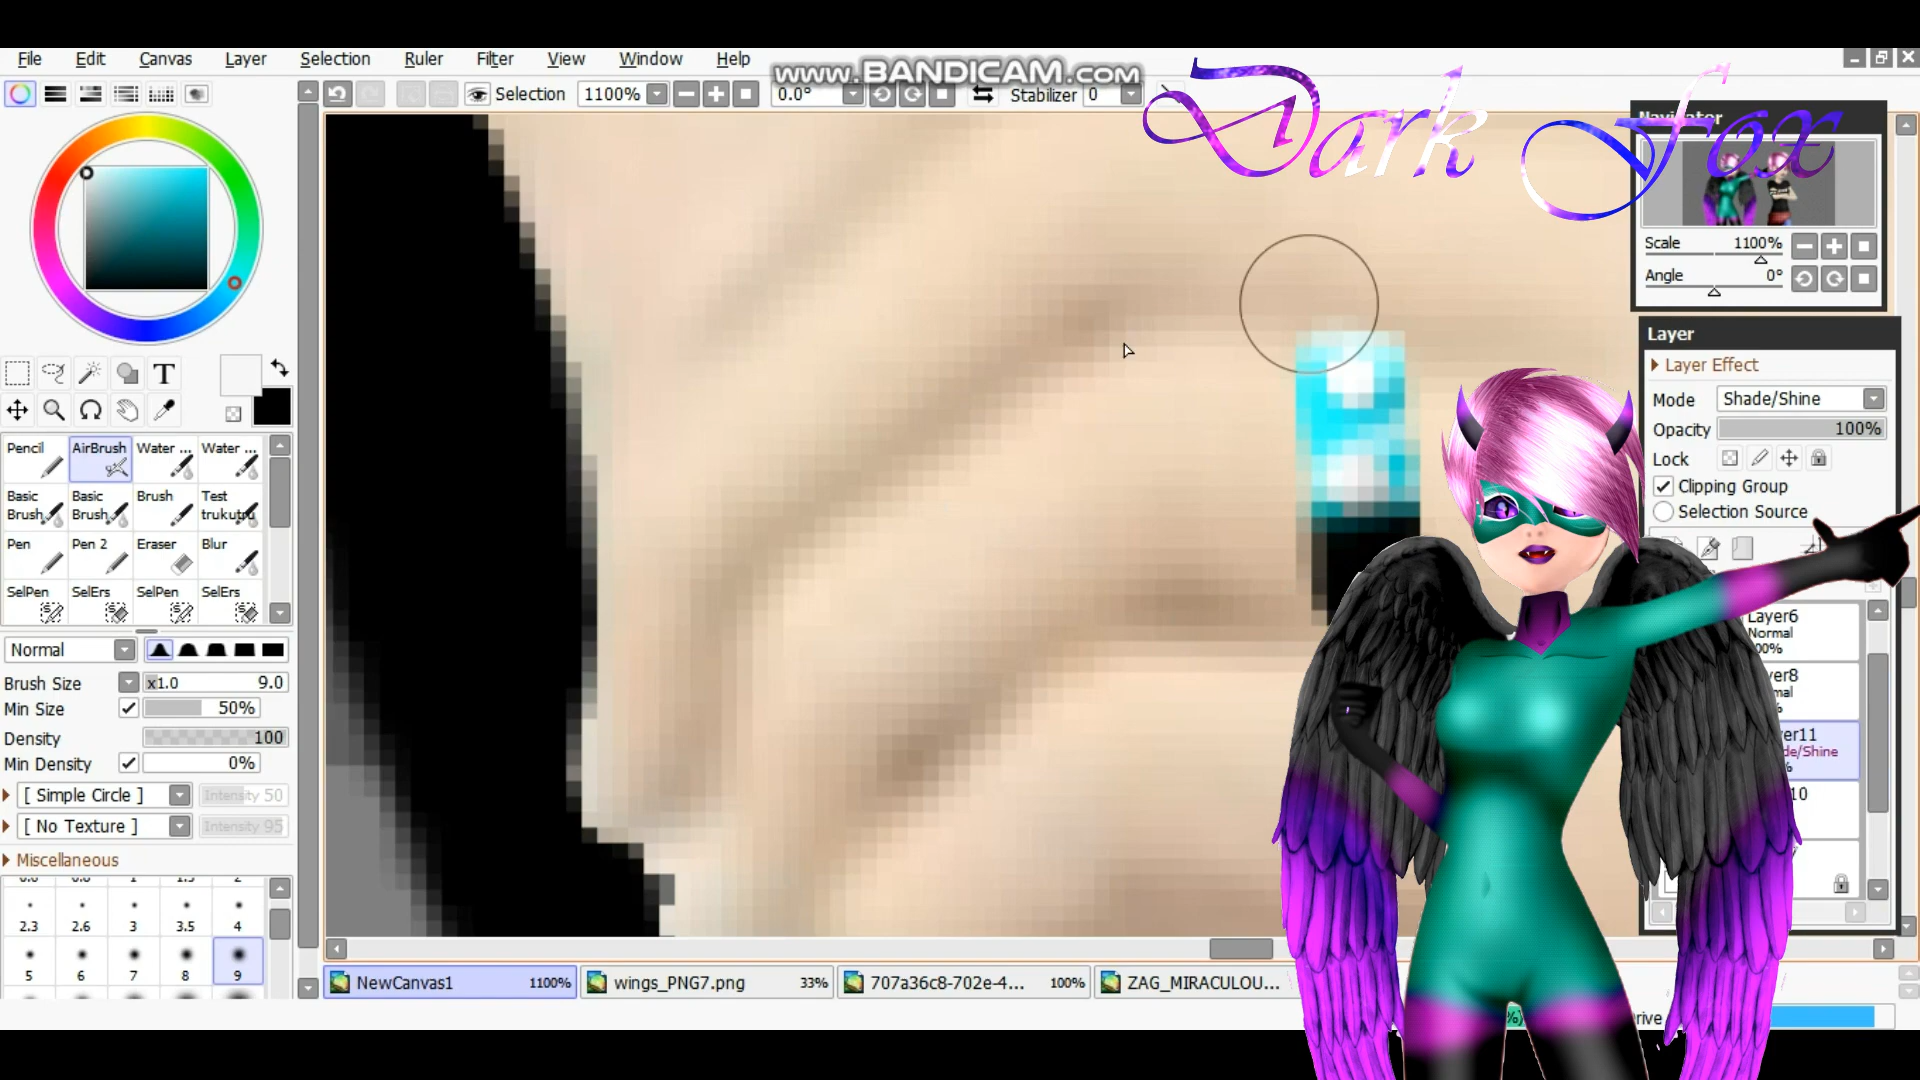 File Edit Canvas Layer Selection Ruler Filter View Window Help
www.BANDICAM.com
Dark Fox
Selection 1100% 0.0° Stabilizer 0
Navigator
Scale 1100%
Angle 0°
Layer
Layer Effect
Mode Shade/Shine
Opacity 100%
Lock
Clipping Group
Selection Source
T
Pencil AirBrush Water ... Water ...
Basic Brush Basic Brush Brush Test trukutru
Pen Pen 2 Eraser Blur
SelPen SelErs SelPen SelErs
Normal
Brush Size x1.0 9.0
Min Size 50%
Density 100
Min Density 0%
[ Simple Circle ] Intensity 50
[ No Texture ] Intensity 95
Miscellaneous
2.3 2.6 3 3.5 4
5 6 7 8 9
Layer6
Normal
NewCanvas1 1100% wings_PNG7.png 33% 707a36c8-702e-4... 100% ZAG_MIRACULOU...